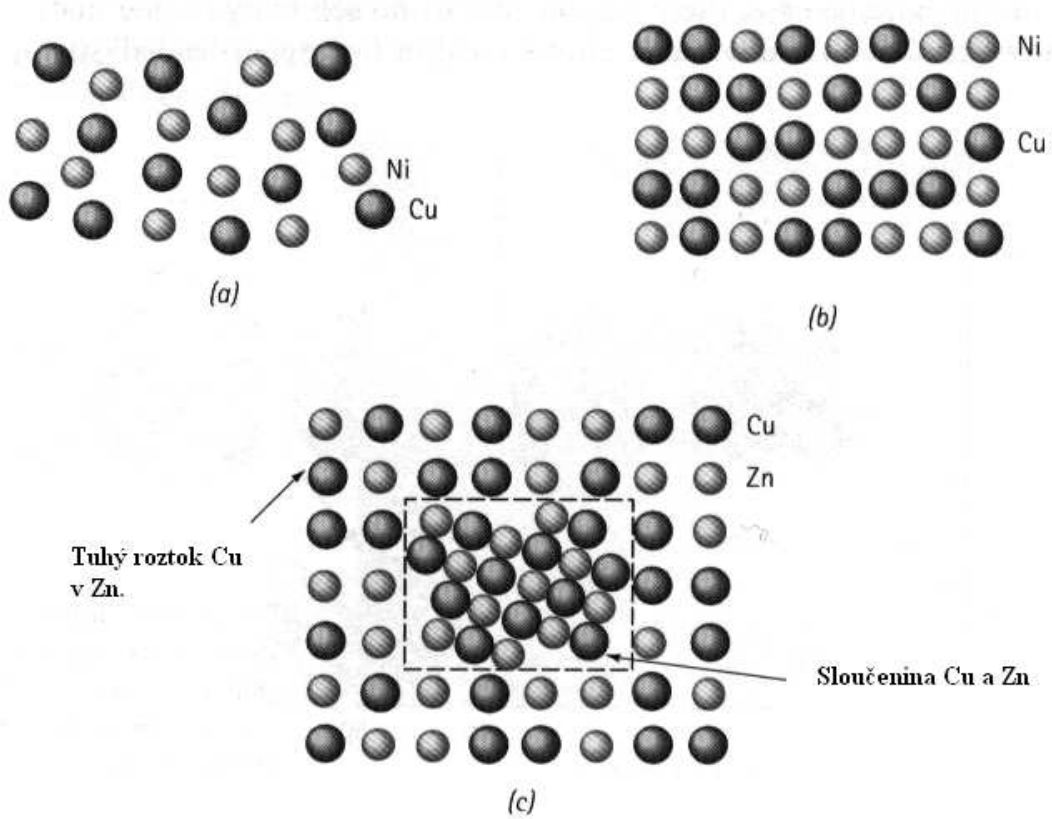 Ni
Cu
Ni
Cu
(a)
(b)
Cu
Zn
Tuhý roztok Cu
v Zn.
Sloučenina Cu a Zn
(c)